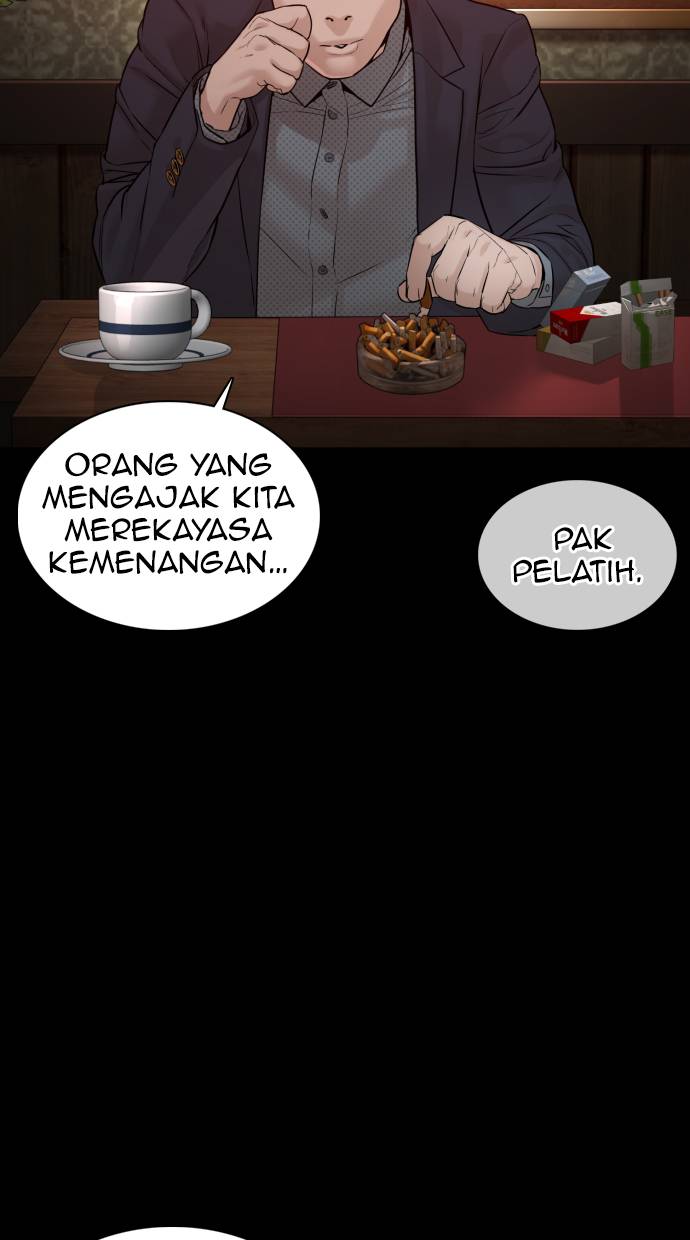 ORANG YANG
MENGAJAK KITA
MEREKAYASA
KEMENANGAN...
PAK
PELATIH.